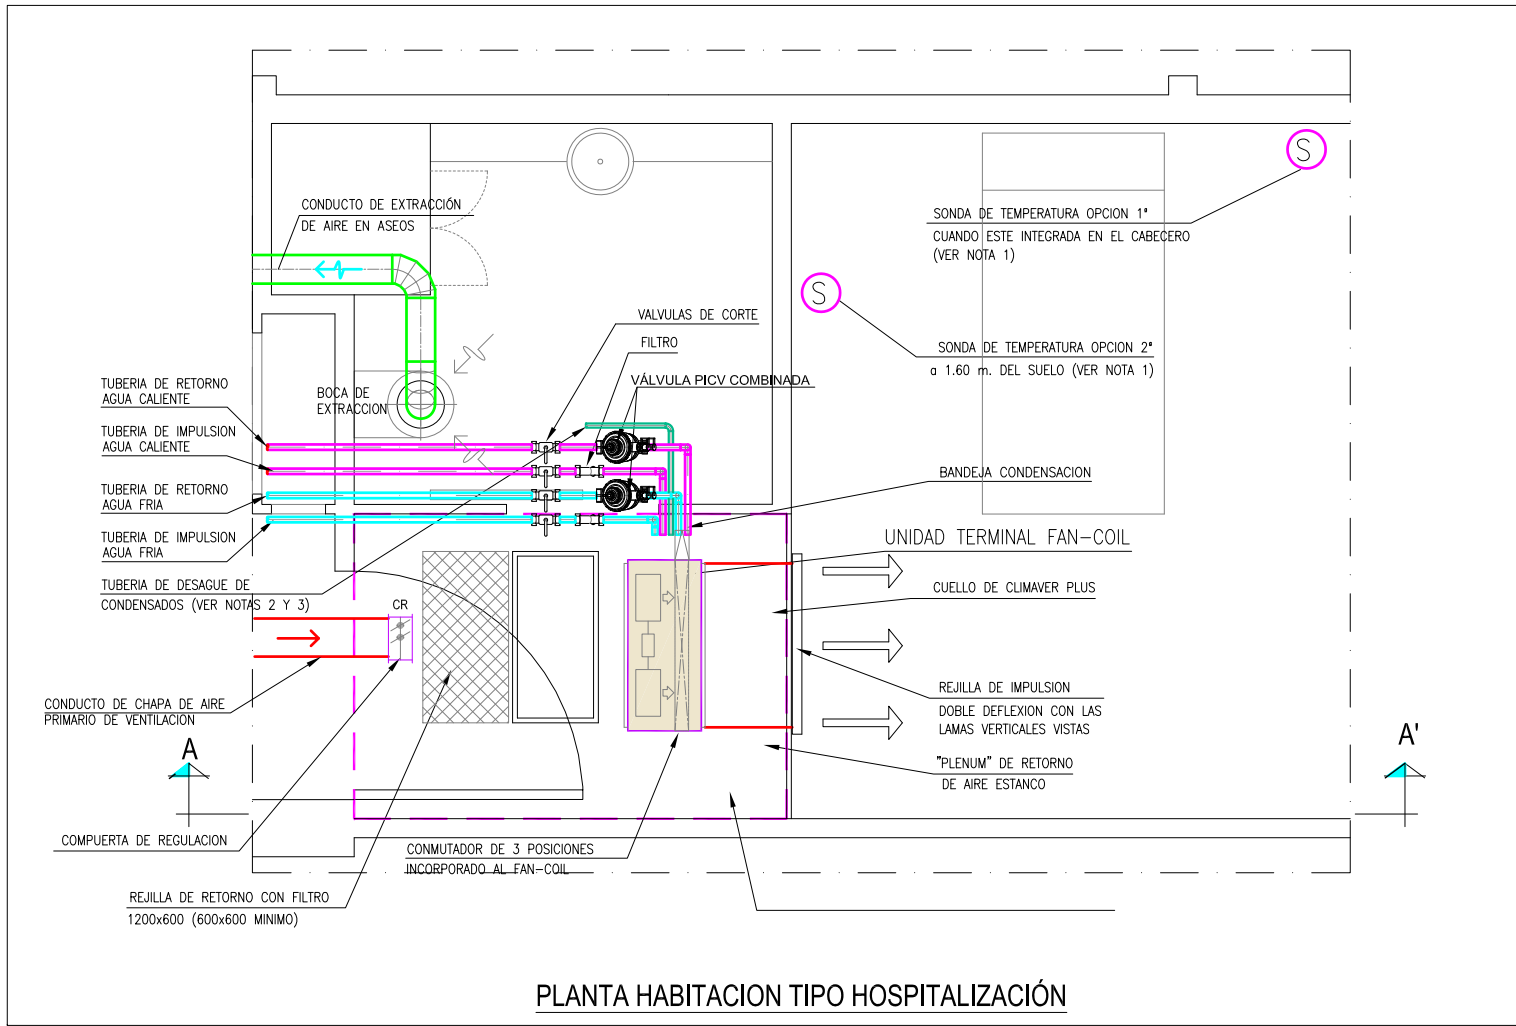 CONDUCTO DE EXTRACCIÓN
DE AIRE EN ASEOS
S
SONDA DE TEMPERATURA OPCION 1ª
CUANDO ESTE INTEGRADA EN EL CABECERO
(VER NOTA 1)
S
SONDA DE TEMPERATURA OPCION 2ª
a 1.60 m. DEL SUELO (VER NOTA 1)
VALVULAS DE CORTE
FILTRO
VÁLVULA PICV COMBINADA
BOCA DE
EXTRACCION
TUBERIA DE RETORNO
AGUA CALIENTE
TUBERIA DE IMPULSION
AGUA CALIENTE
TUBERIA DE RETORNO
AGUA FRIA
TUBERIA DE IMPULSION
AGUA FRIA
TUBERIA DE DESAGUE DE
CONDENSADOS (VER NOTAS 2 Y 3)
BANDEJA CONDENSACION
UNIDAD TERMINAL FAN-COIL
CUELLO DE CLIMAVER PLUS
CR
CONDUCTO DE CHAPA DE AIRE
PRIMARIO DE VENTILACION
REJILLA DE IMPULSION
DOBLE DEFLEXION CON LAS
LAMAS VERTICALES VISTAS
"PLENUM" DE RETORNO
DE AIRE ESTANCO
A
A'
COMPUERTA DE REGULACION
CONMUTADOR DE 3 POSICIONES
INCORPORADO AL FAN-COIL
REJILLA DE RETORNO CON FILTRO
1200x600 (600x600 MINIMO)
PLANTA HABITACION TIPO HOSPITALIZACIÓN